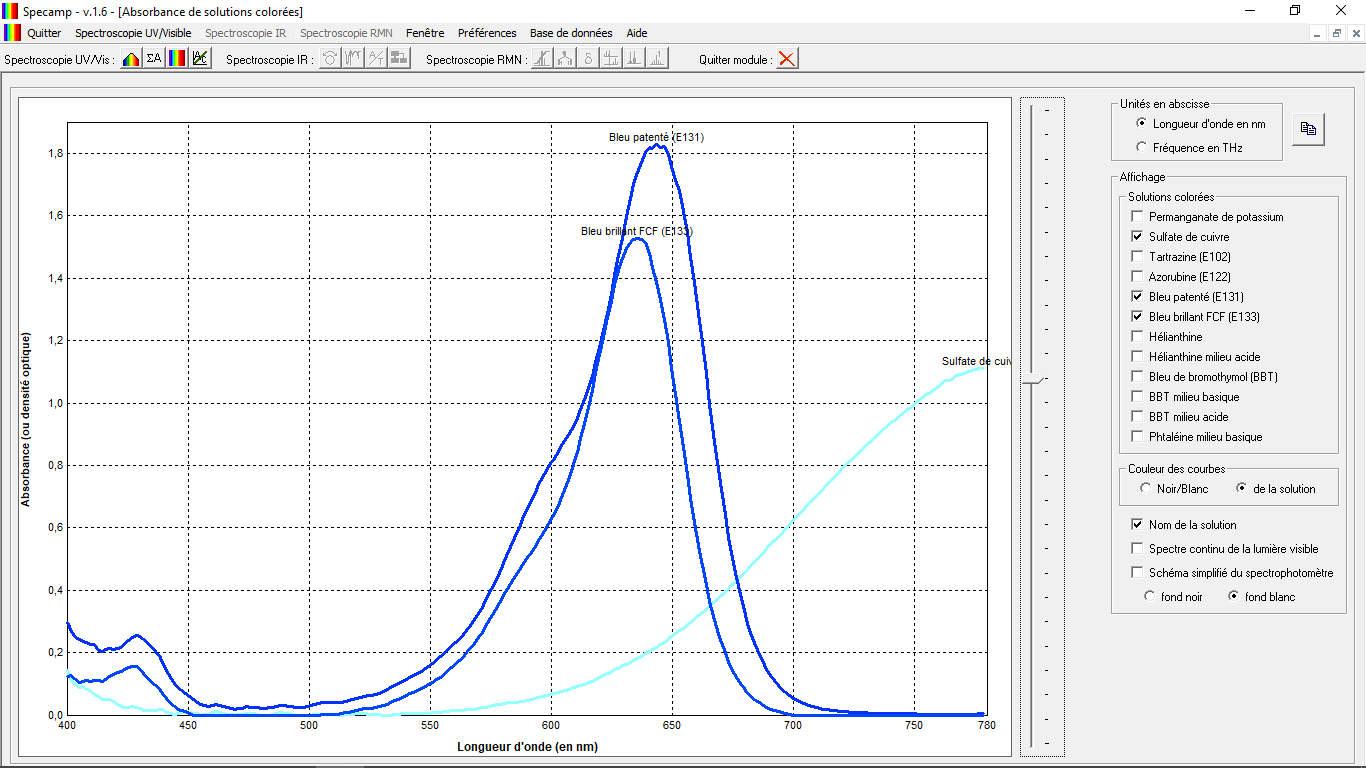 Specamp - v.1.6 - [Absorbance de solutions colorées]
Quitter Spectroscopie UV/Visible Spectroscopie IR Spectroscopie RMN Fenêtre Préférences Base de données Aide
Spectroscopie UV/Vis : ΣA Spectroscopie IR : A/T Spectroscopie RMN : δ Quitter module :
Absorbance (ou densité optique)
1,8
1,6
1,4
1,2
1,0
0,8
0,6
0,4
0,2
0,0
Bleu patenté (E131)
Bleu brillant FCF (E133)
Sulfate de cuiv
400 450 500 550 600 650 700 750 780
Longueur d'onde (en nm)
Unités en abscisse
Longueur d'onde en nm
Fréquence en THz
Affichage
Solutions colorées
Permanganate de potassium
Sulfate de cuivre
Tartrazine (E102)
Azorubine (E122)
Bleu patenté (E131)
Bleu brillant FCF (E133)
Hélianthine
Hélianthine milieu acide
Bleu de bromothymol (BBT)
BBT milieu basique
BBT milieu acide
Phtaléine milieu basique
Couleur des courbes
Noir/Blanc de la solution
Nom de la solution
Spectre continu de la lumière visible
Schéma simplifié du spectrophotomètre
fond noir fond blanc